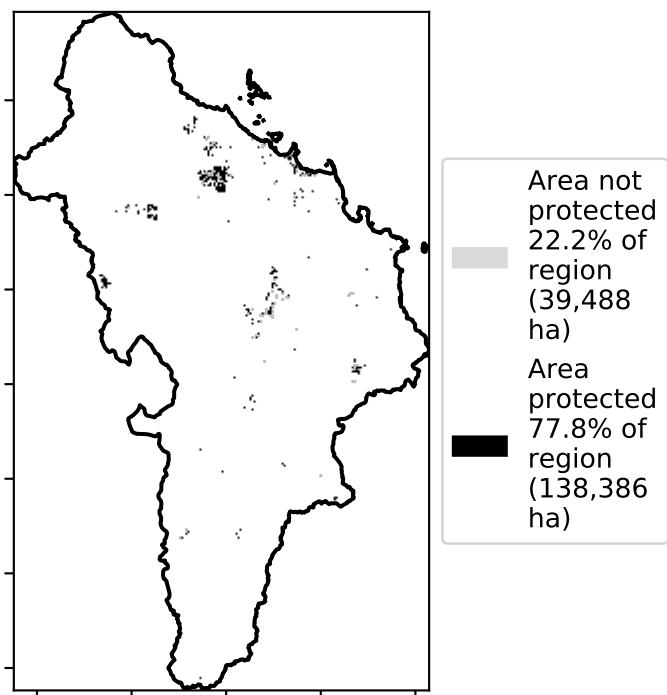 Area not
protected
22.2% of
region
(39,488
ha)
Area
protected
77.8% of
region
(138,386
ha)